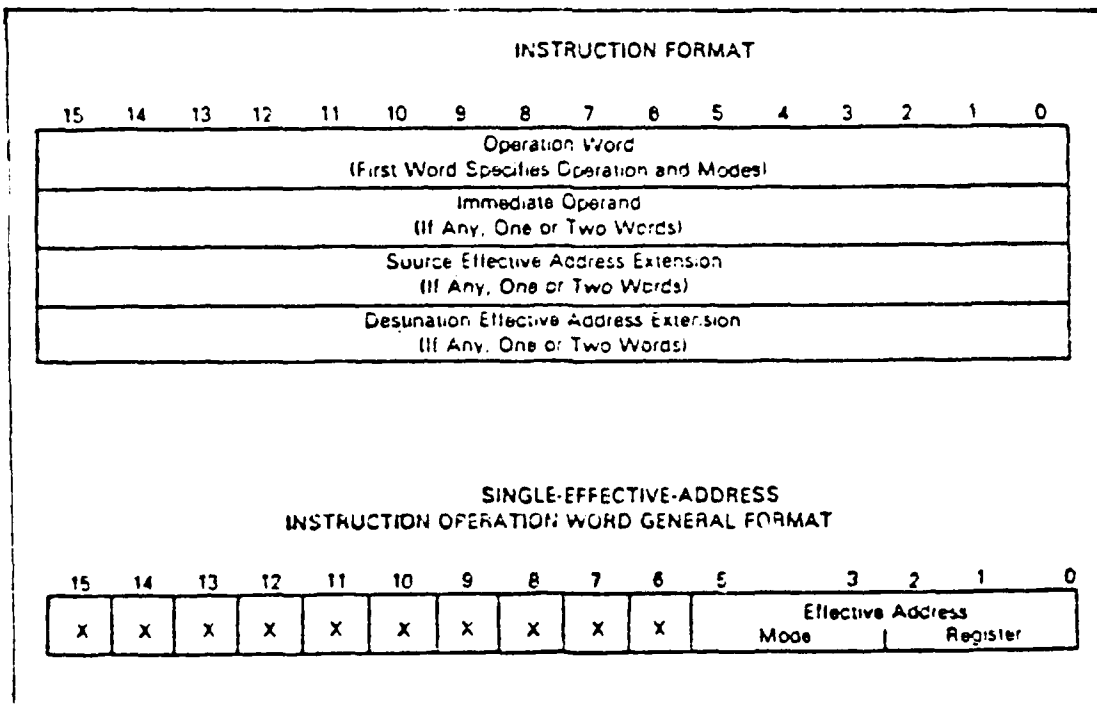 INSTRUCTION FORMAT
15 14 13 12 11 10 9 8 7 6 5 4 3 2 1 0
Operation Word
(First Word Specifies Operation and Modes)
Immediate Operand
(If Any, One or Two Words)
Source Effective Address Extension
(If Any, One or Two Words)
Destination Effective Address Extension
(If Any, One or Two Words)
SINGLE-EFFECTIVE-ADDRESS
INSTRUCTION OPERATION WORD GENERAL FORMAT
15 14 13 12 11 10 9 8 7 6 5 3 2 1 0
X X X X X X X X X X Effective Address
Mode Register